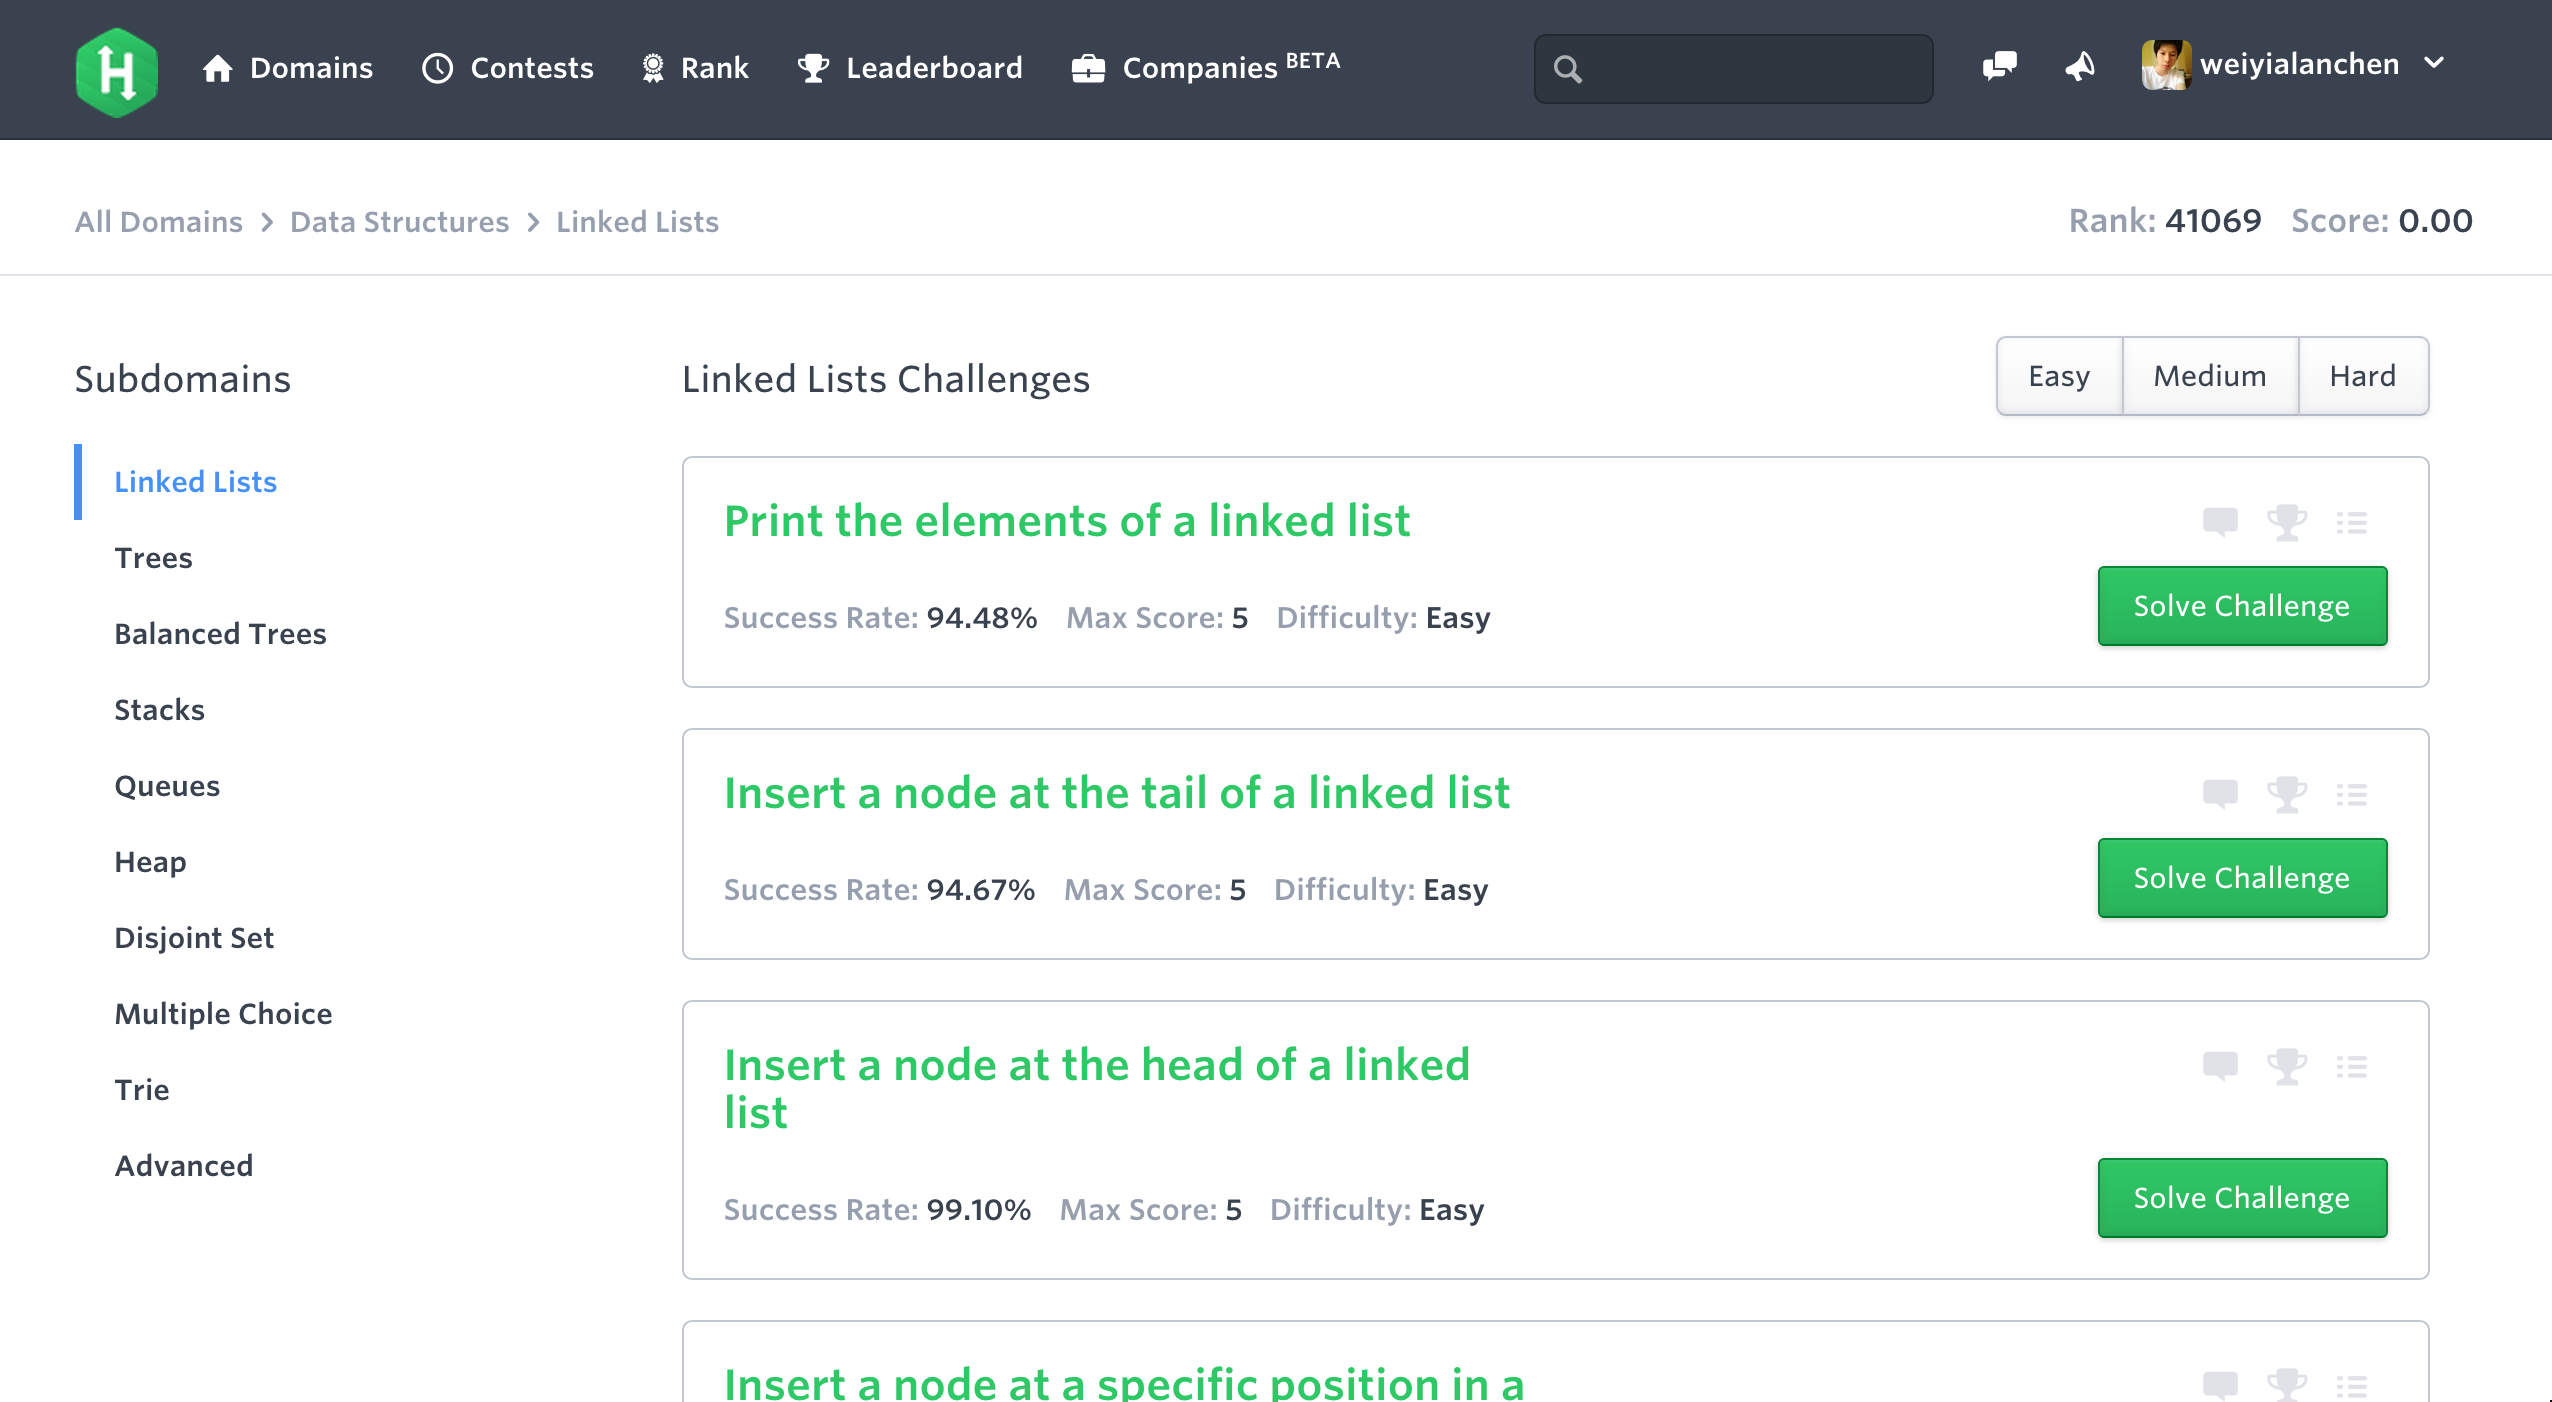 Domains Contests Rank Leaderboard Companies BETA weiyialanchen
All Domains > Data Structures > Linked Lists Rank: 41069 Score: 0.00
Subdomains
Linked Lists
Trees
Balanced Trees
Stacks
Queues
Heap
Disjoint Set
Multiple Choice
Trie
Advanced
Linked Lists Challenges
Easy Medium Hard
Print the elements of a linked list
Success Rate: 94.48% Max Score: 5 Difficulty: Easy
Solve Challenge
Insert a node at the tail of a linked list
Success Rate: 94.67% Max Score: 5 Difficulty: Easy
Solve Challenge
Insert a node at the head of a linked
list
Success Rate: 99.10% Max Score: 5 Difficulty: Easy
Solve Challenge
Insert a node at a specific position in a